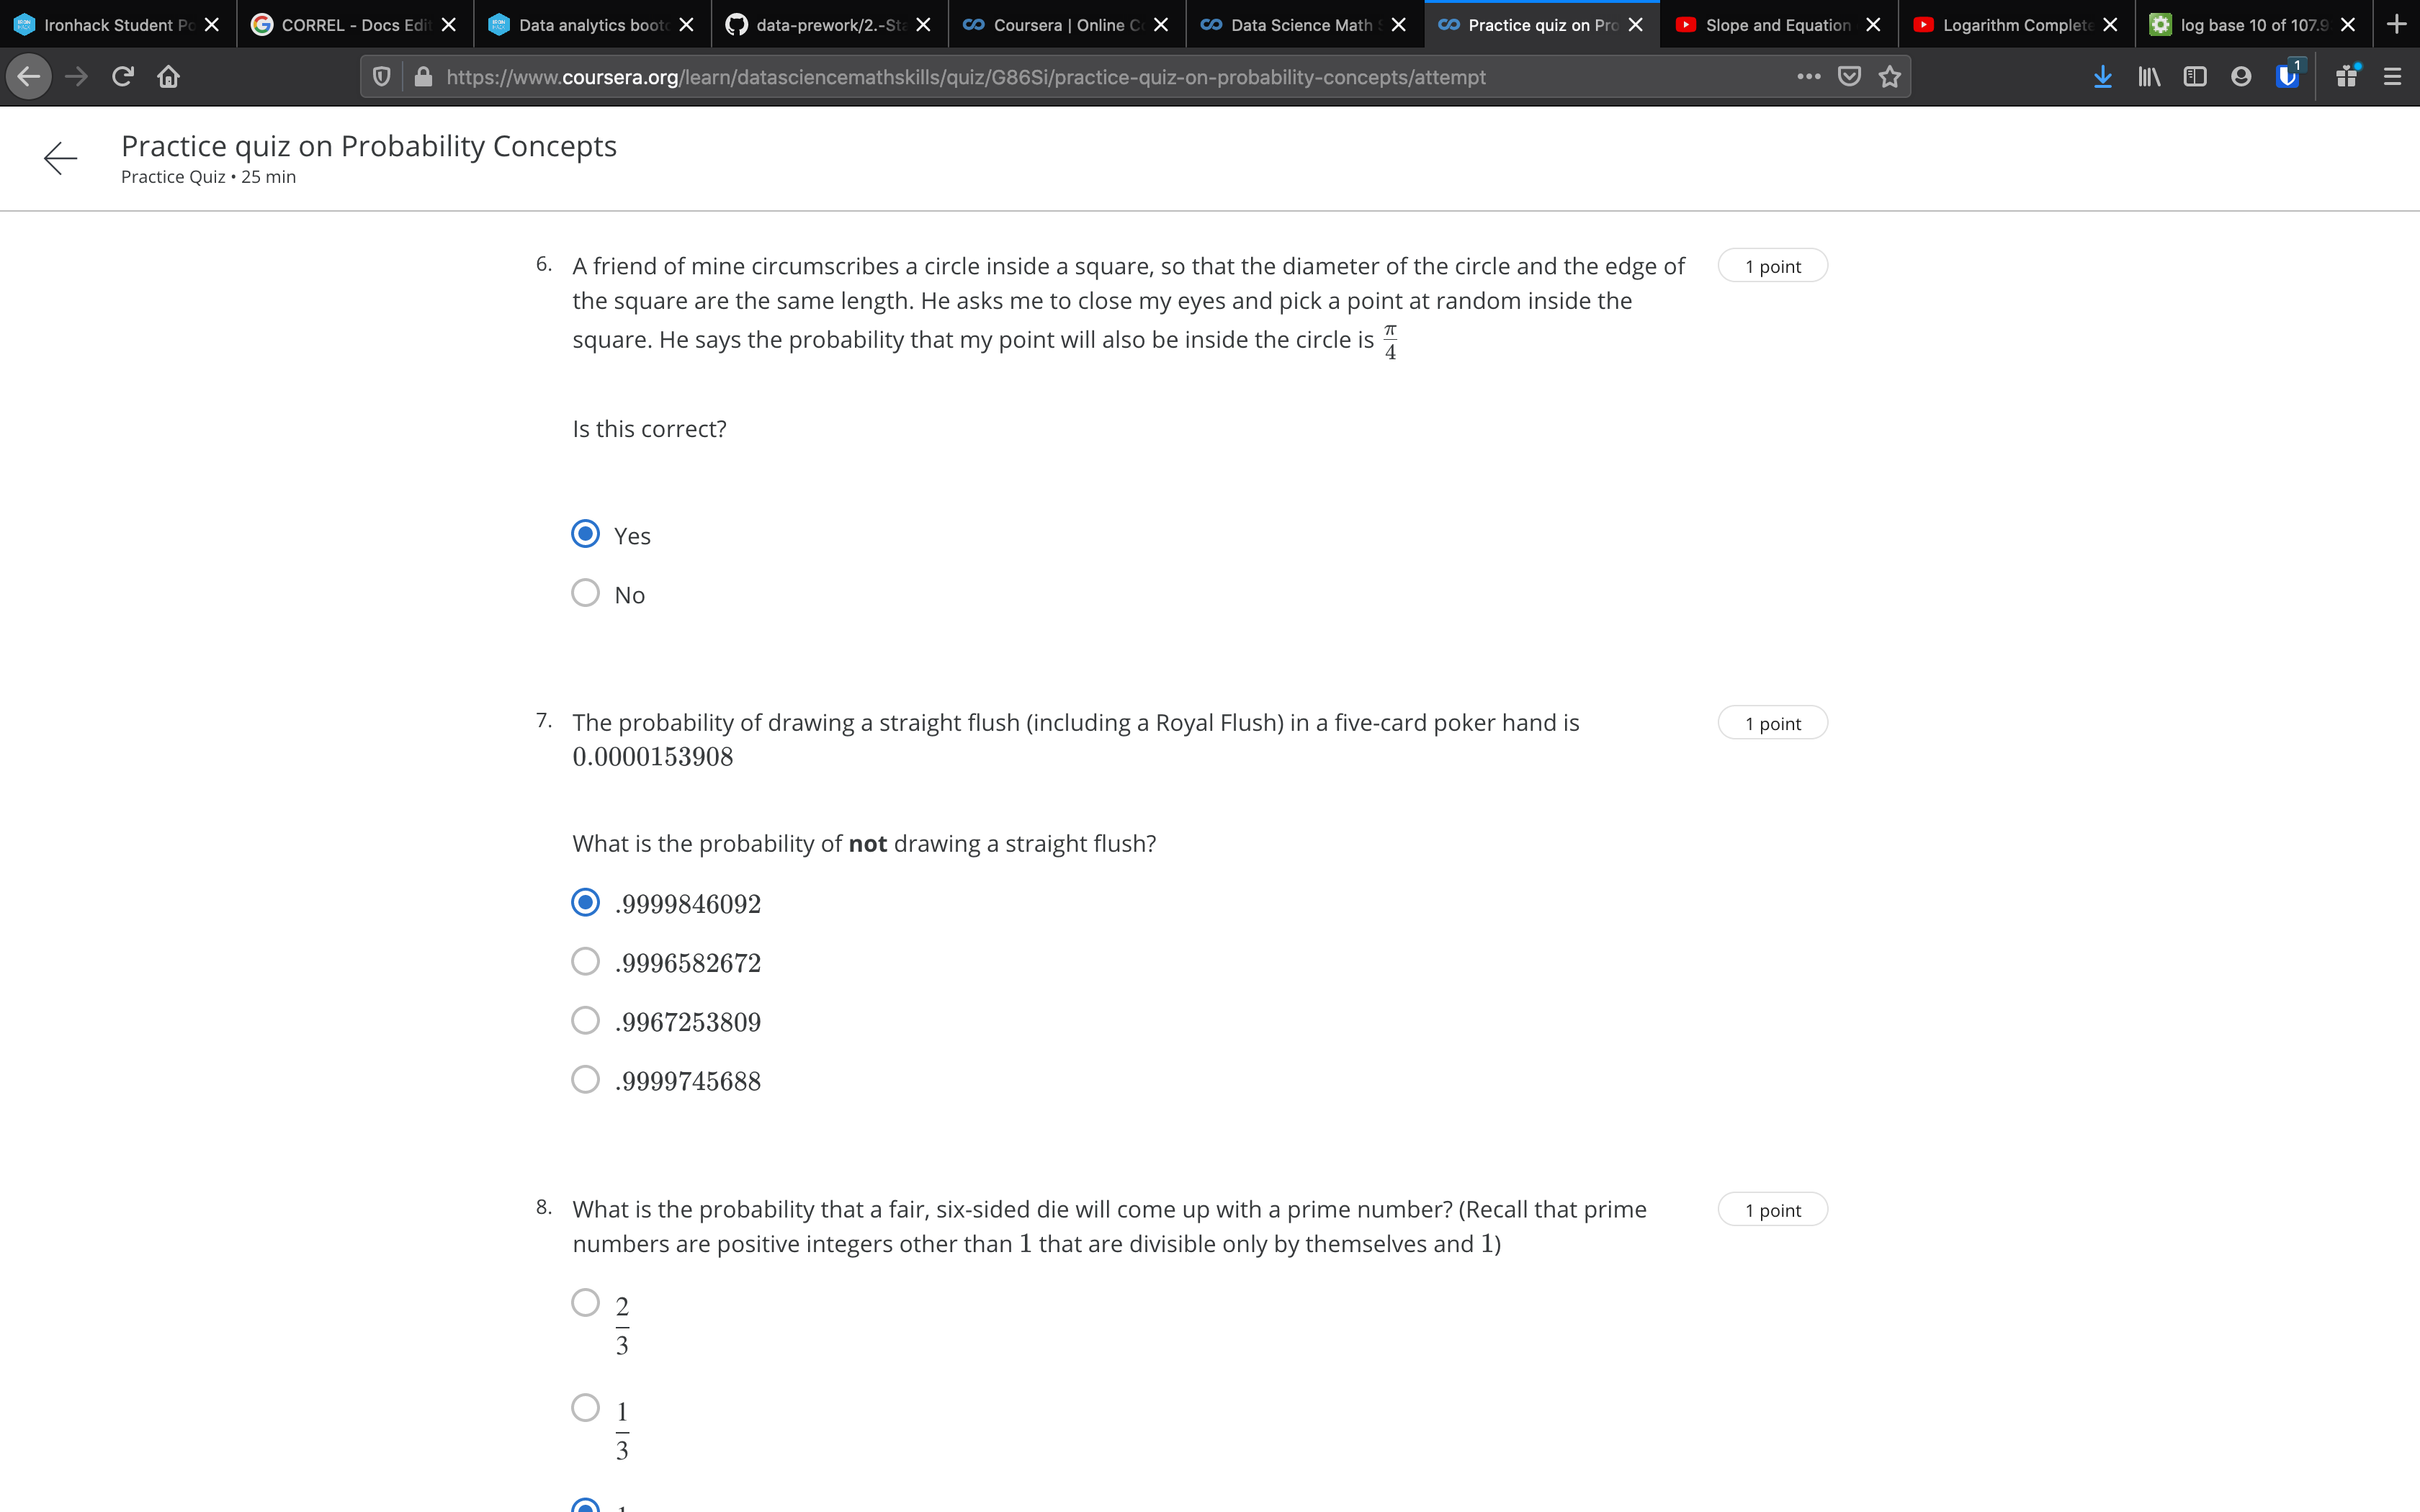 Ironhack Student Po
CORREL - Docs Edit
Data analytics bootc
data-prework/2.-Sta
Coursera | Online C
Data Science Math S
Practice quiz on Pro
Slope and Equation
Logarithm Complete
log base 10 of 107.9
https://www.coursera.org/learn/datasciencemathskills/quiz/G86Si/practice-quiz-on-probability-concepts/attempt
1
Practice quiz on Probability Concepts
Practice Quiz • 25 min
6. A friend of mine circumscribes a circle inside a square, so that the diameter of the circle and the edge of
1 point
the square are the same length. He asks me to close my eyes and pick a point at random inside the
square. He says the probability that my point will also be inside the circle is π/4
Is this correct?
Yes
No
7. The probability of drawing a straight flush (including a Royal Flush) in a five-card poker hand is
1 point
0.0000153908
What is the probability of not drawing a straight flush?
.9999846092
.9996582672
.9967253809
.9999745688
8. What is the probability that a fair, six-sided die will come up with a prime number? (Recall that prime
1 point
numbers are positive integers other than 1 that are divisible only by themselves and 1)
2/3
1/3